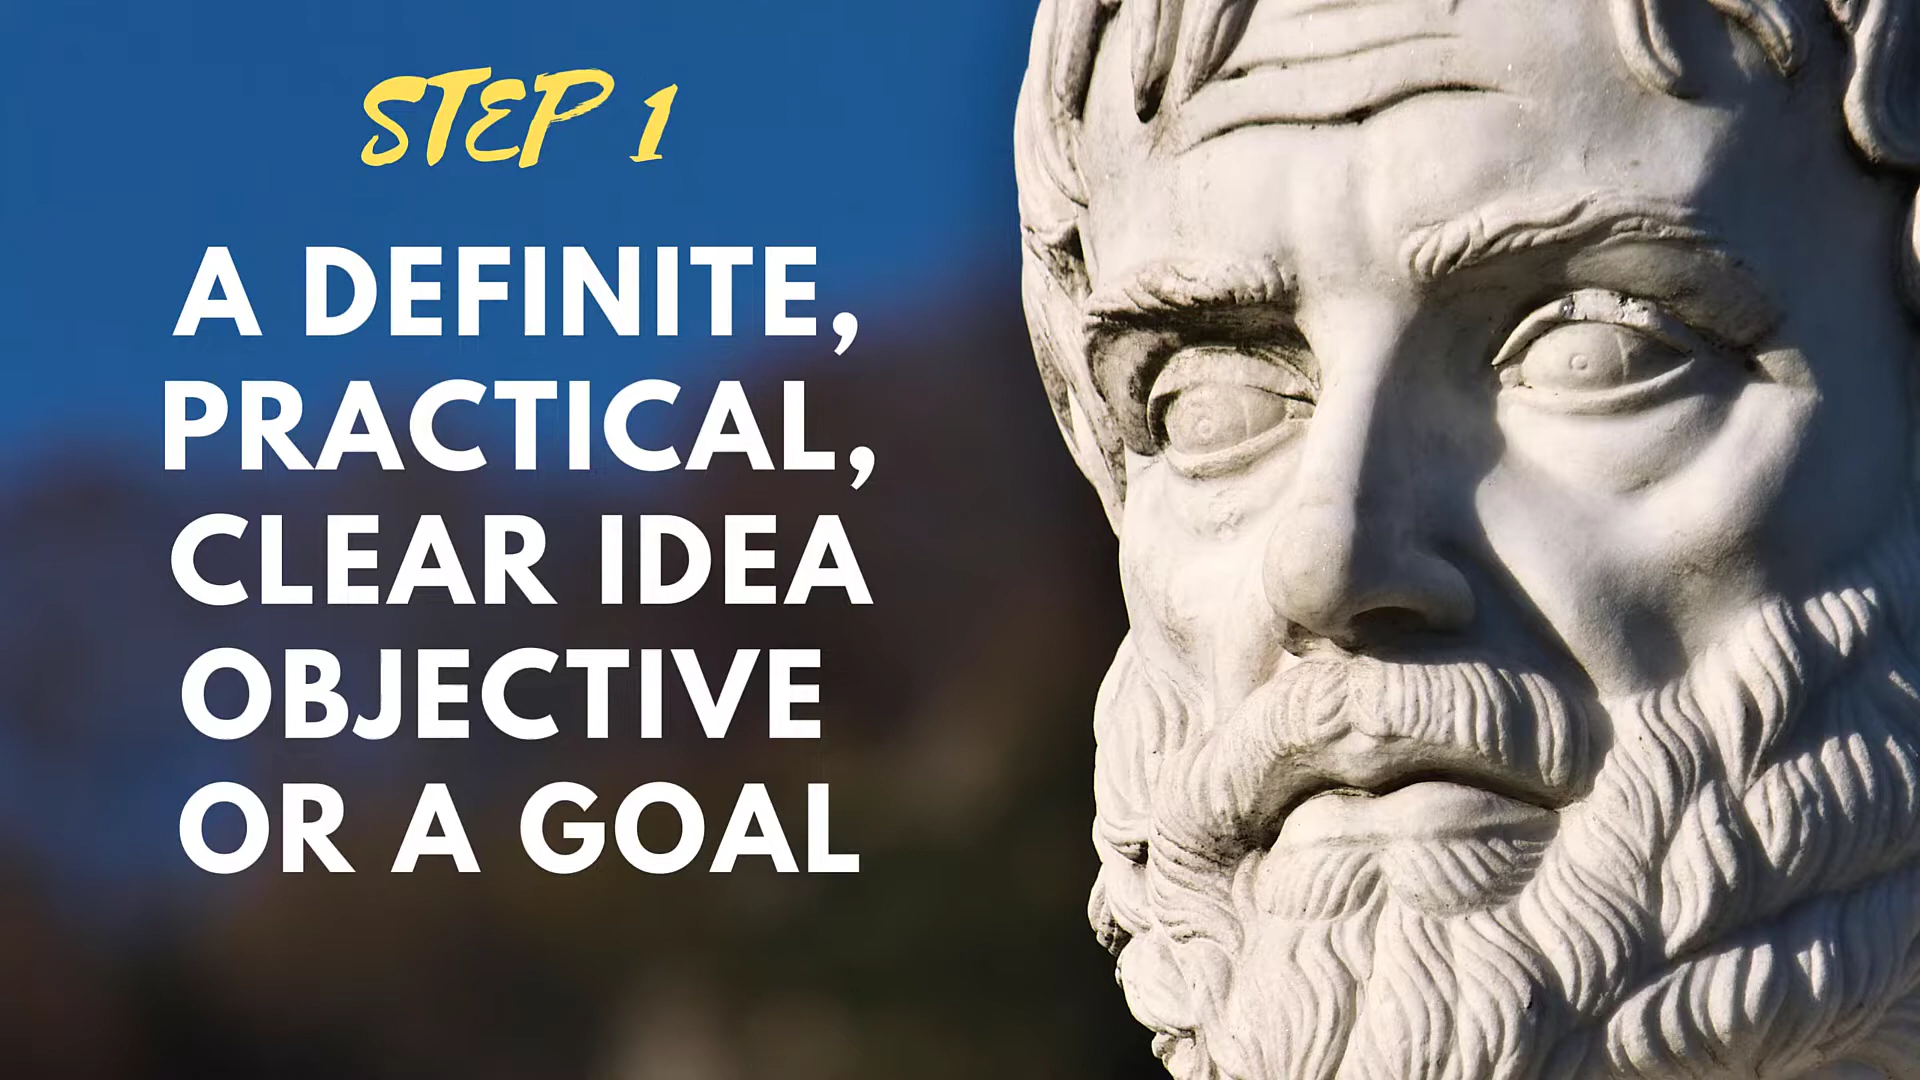 STEP 1
A DEFINITE,
PRACTICAL,
CLEAR IDEA
OBJECTIVE
OR A GOAL